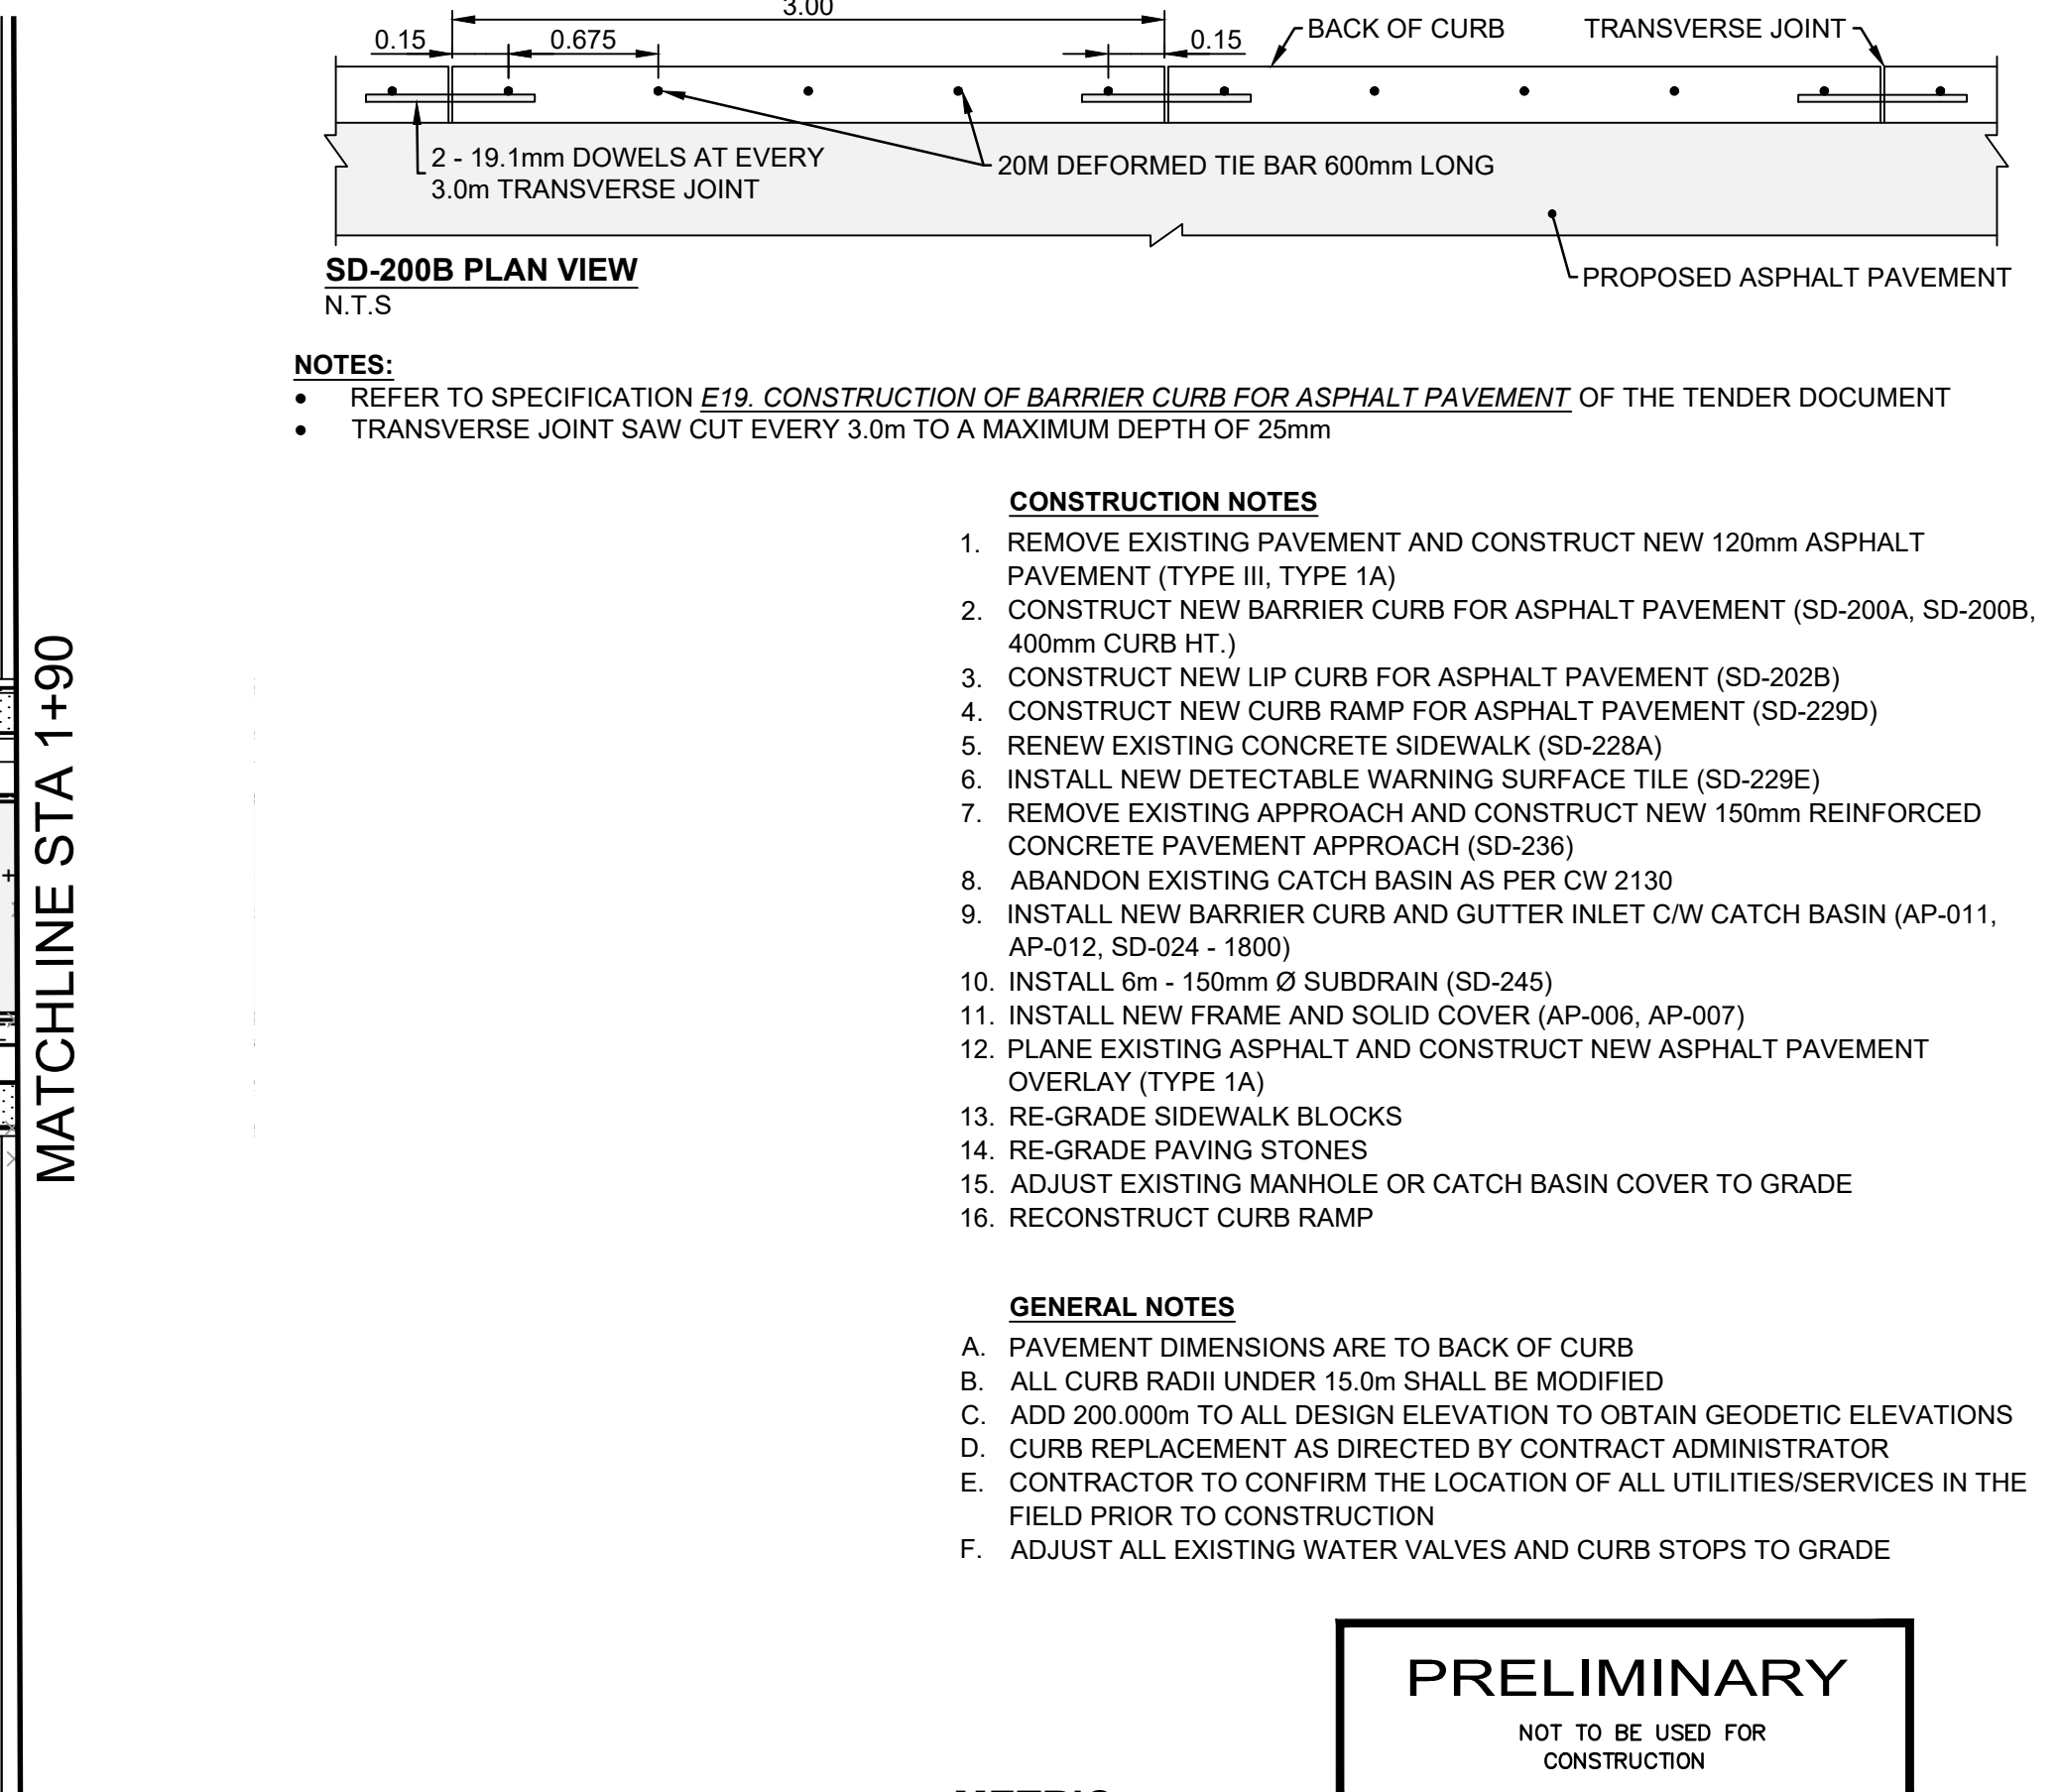 3.00
0.15
0.675
0.15
BACK OF CURB
TRANSVERSE JOINT
2 - 19.1mm DOWELS AT EVERY
3.0m TRANSVERSE JOINT
20M DEFORMED TIE BAR 600mm LONG
SD-200B PLAN VIEW
N.T.S
PROPOSED ASPHALT PAVEMENT
NOTES:
• REFER TO SPECIFICATION E19. CONSTRUCTION OF BARRIER CURB FOR ASPHALT PAVEMENT OF THE TENDER DOCUMENT
• TRANSVERSE JOINT SAW CUT EVERY 3.0m TO A MAXIMUM DEPTH OF 25mm
MATCHLINE STA 1+90
CONSTRUCTION NOTES
1. REMOVE EXISTING PAVEMENT AND CONSTRUCT NEW 120mm ASPHALT
PAVEMENT (TYPE III, TYPE 1A)
2. CONSTRUCT NEW BARRIER CURB FOR ASPHALT PAVEMENT (SD-200A, SD-200B,
400mm CURB HT.)
3. CONSTRUCT NEW LIP CURB FOR ASPHALT PAVEMENT (SD-202B)
4. CONSTRUCT NEW CURB RAMP FOR ASPHALT PAVEMENT (SD-229D)
5. RENEW EXISTING CONCRETE SIDEWALK (SD-228A)
6. INSTALL NEW DETECTABLE WARNING SURFACE TILE (SD-229E)
7. REMOVE EXISTING APPROACH AND CONSTRUCT NEW 150mm REINFORCED
CONCRETE PAVEMENT APPROACH (SD-236)
8. ABANDON EXISTING CATCH BASIN AS PER CW 2130
9. INSTALL NEW BARRIER CURB AND GUTTER INLET C/W CATCH BASIN (AP-011,
AP-012, SD-024 - 1800)
10. INSTALL 6m - 150mm Ø SUBDRAIN (SD-245)
11. INSTALL NEW FRAME AND SOLID COVER (AP-006, AP-007)
12. PLANE EXISTING ASPHALT AND CONSTRUCT NEW ASPHALT PAVEMENT
OVERLAY (TYPE 1A)
13. RE-GRADE SIDEWALK BLOCKS
14. RE-GRADE PAVING STONES
15. ADJUST EXISTING MANHOLE OR CATCH BASIN COVER TO GRADE
16. RECONSTRUCT CURB RAMP
GENERAL NOTES
A. PAVEMENT DIMENSIONS ARE TO BACK OF CURB
B. ALL CURB RADII UNDER 15.0m SHALL BE MODIFIED
C. ADD 200.000m TO ALL DESIGN ELEVATION TO OBTAIN GEODETIC ELEVATIONS
D. CURB REPLACEMENT AS DIRECTED BY CONTRACT ADMINISTRATOR
E. CONTRACTOR TO CONFIRM THE LOCATION OF ALL UTILITIES/SERVICES IN THE
FIELD PRIOR TO CONSTRUCTION
F. ADJUST ALL EXISTING WATER VALVES AND CURB STOPS TO GRADE
PRELIMINARY
NOT TO BE USED FOR
CONSTRUCTION